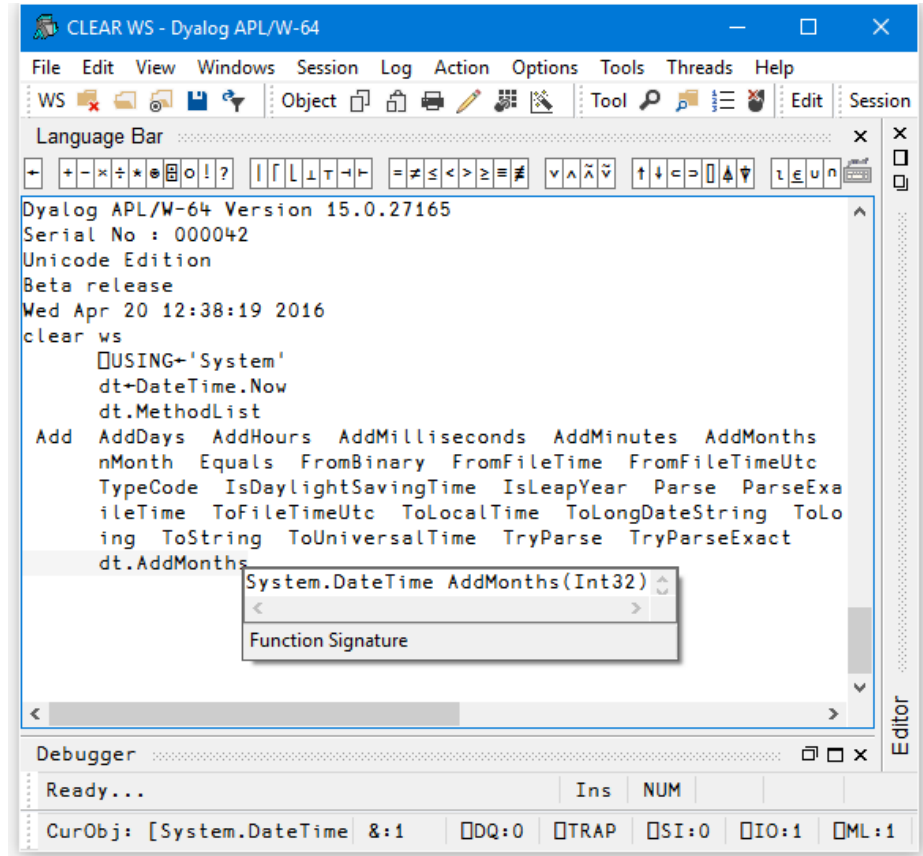 CLEAR WS - Dyalog APL/W-64
File Edit View Windows Session Log Action Options Tools Threads Help
WS Object Tool Edit Session
Language Bar
← + - × ÷ * ⍟ ⌹ ○ ! ? | ⌈ ⌊ ⊥ ⊤ ⊣ ⊢ = ≠ ≤ < > ≥ ≡ ≢ ∨ ∧ ⍲ ⍱ ↑ ↓ ⊂ ⊃ ⌷ ⍋ ⍒ ⍳ ⍷ ∪ ∩
Dyalog APL/W-64 Version 15.0.27165
Serial No : 000042
Unicode Edition
Beta release
Wed Apr 20 12:38:19 2016
clear ws
⎕USING←'System'
dt←DateTime.Now
dt.MethodList
Add AddDays AddHours AddMilliseconds AddMinutes AddMonths
nMonth Equals FromBinary FromFileTime FromFileTimeUtc
TypeCode IsDaylightSavingTime IsLeapYear Parse ParseExa
ileTime ToFileTimeUtc ToLocalTime ToLongDateString ToLo
ing ToString ToUniversalTime TryParse TryParseExact
dt.AddMonths
System.DateTime AddMonths(Int32)
Function Signature
Editor
Debugger
Ready... Ins NUM
CurObj: [System.DateTime &:1 ⎕DQ:0 ⎕TRAP ⎕SI:0 ⎕IO:1 ⎕ML:1